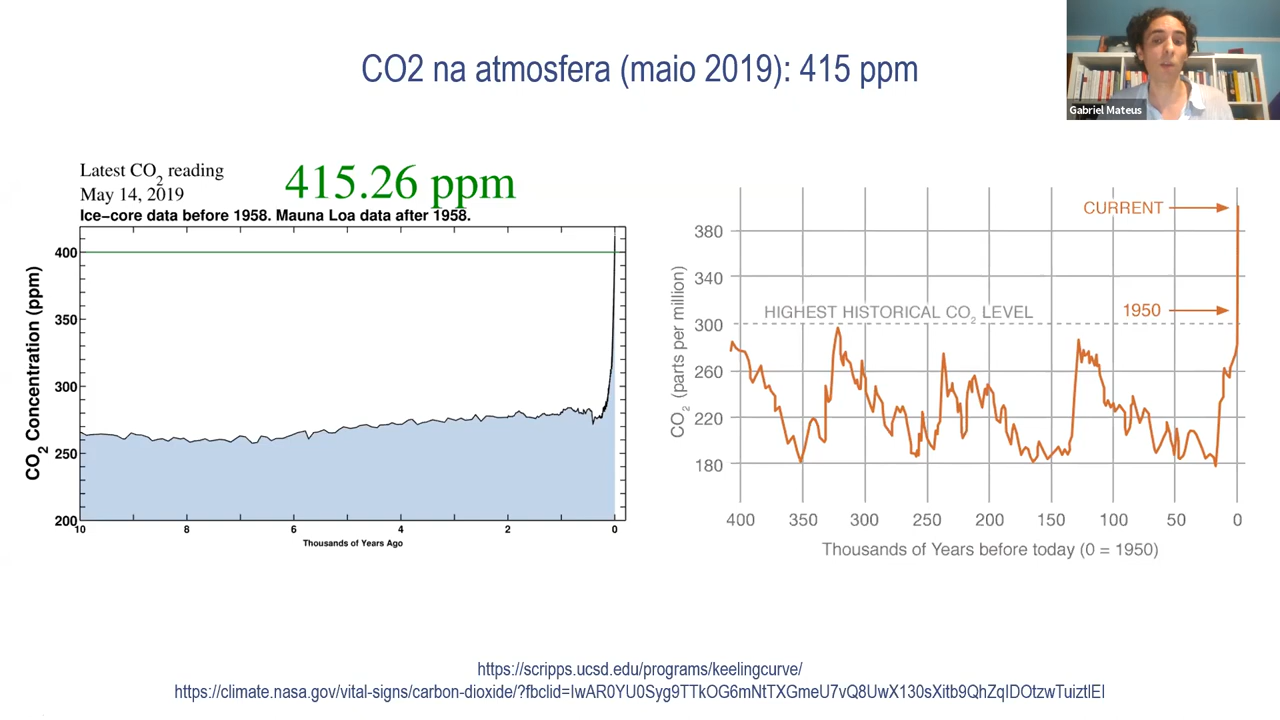 CO2 na atmosfera (maio 2019): 415 ppm
Gabriel Mateus
Latest CO2 reading
May 14, 2019
415.26 ppm
Ice-core data before 1958. Mauna Loa data after 1958.
CO2 Concentration (ppm)
400
350
300
250
200
10 8 6 4 2 0
Thousands of Years Ago
CO2 (parts per million)
380
340
300
260
220
180
CURRENT
HIGHEST HISTORICAL CO2 LEVEL
1950
400 350 300 250 200 150 100 50 0
Thousands of Years before today (0 = 1950)
https://scripps.ucsd.edu/programs/keelingcurve/
https://climate.nasa.gov/vital-signs/carbon-dioxide/?fbclid=IwAR0YU0Syg9TTkOG6mNtTXGmeU7vQ8UwX130sXitb9QhZqIDOtzwTuiztlEI